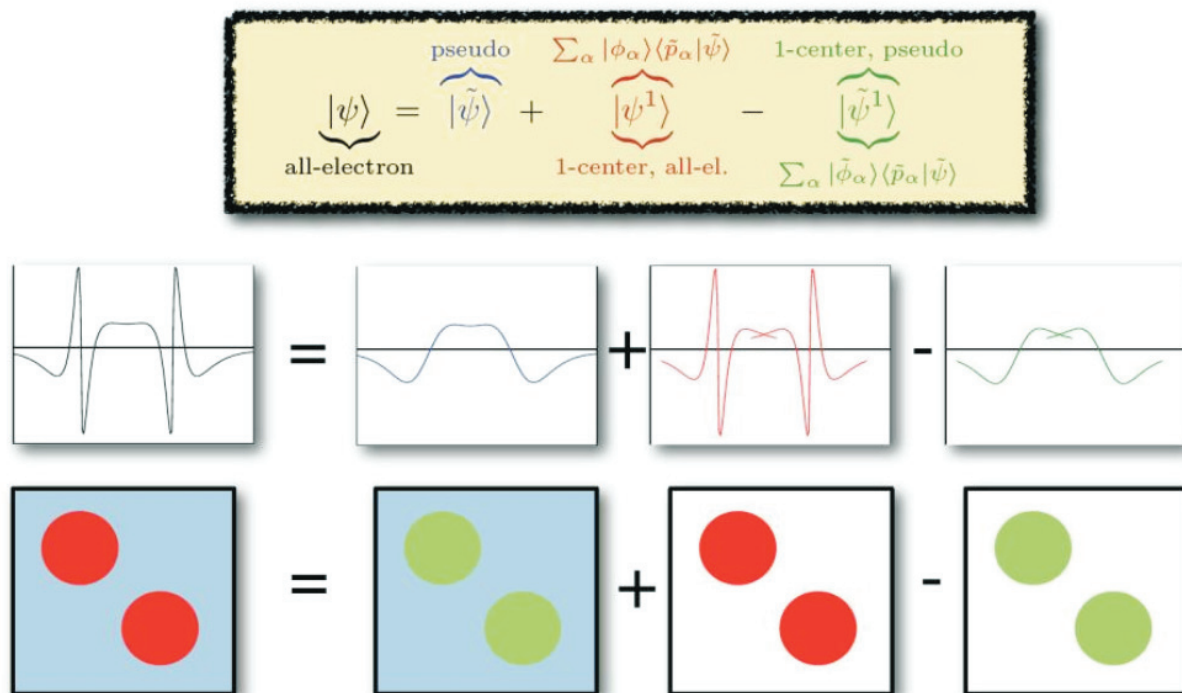 pseudo ∑α |ϕα⟩⟨p̃α|ψ̃⟩ 1-center, pseudo
|ψ⟩ = |ψ̃⟩ + |ψ¹⟩ − |ψ̃¹⟩
all-electron 1-center, all-el. ∑α |ϕ̃α⟩⟨p̃α|ψ̃⟩
= + -
= + -